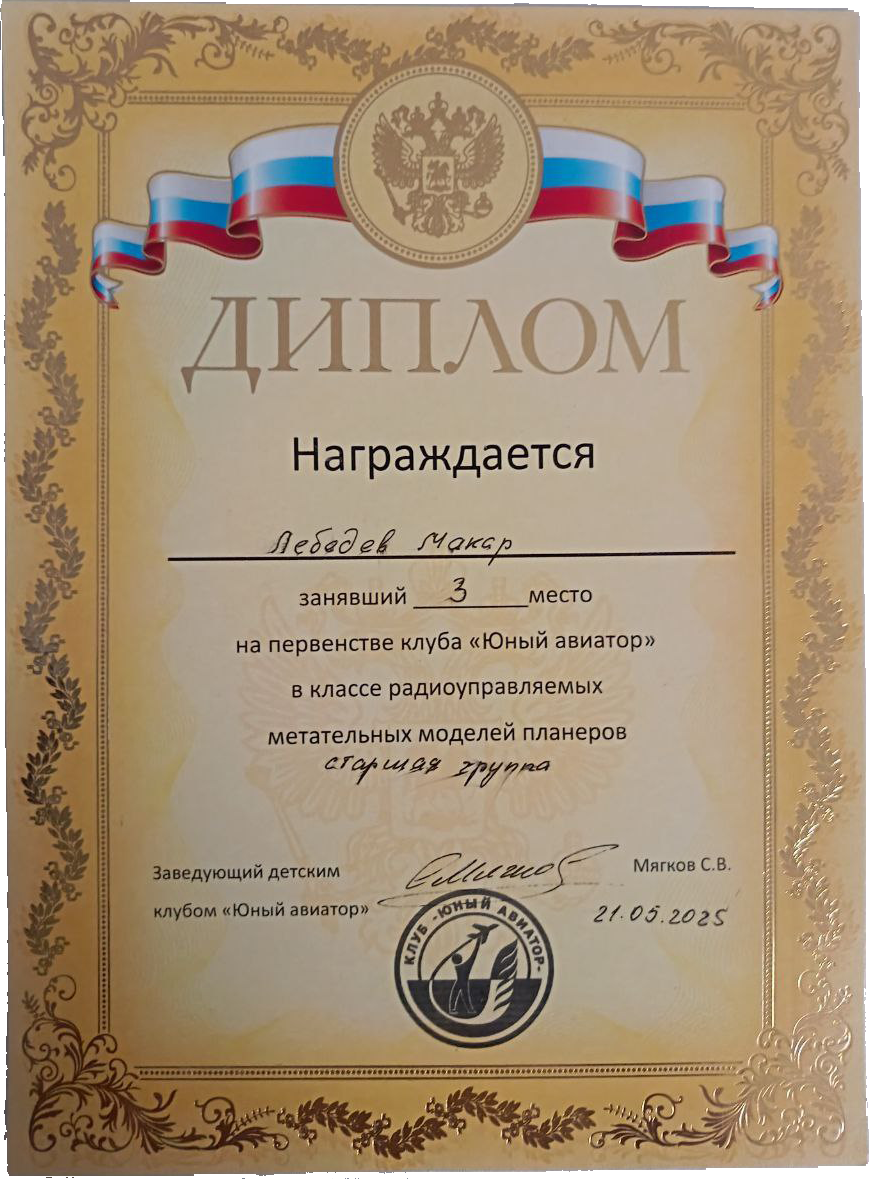 ДИПЛОМ
Награждается
Лебедев Макар
занявший 3 место
на первенстве клуба «Юный авиатор»
в классе радиоуправляемых
метательных моделей планеров
старшая группа
Заведующий детским
клубом «Юный авиатор»
Мягков С.В.
21.05.2025
КЛУБ -ЮНЫЙ АВИАТОР-